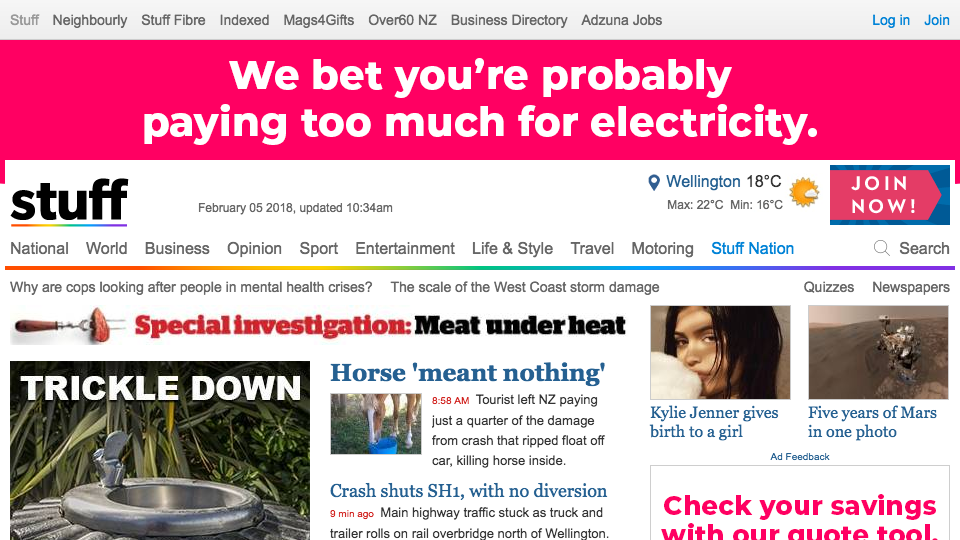 Stuff Neighbourly Stuff Fibre Indexed Mags4Gifts Over60 NZ Business Directory Adzuna Jobs Log in Join
We bet you're probably
paying too much for electricity.
stuff
February 05 2018, updated 10:34am
Wellington 18°C
Max: 22°C Min: 16°C
JOIN
NOW!
National World Business Opinion Sport Entertainment Life & Style Travel Motoring Stuff Nation Search
Why are cops looking after people in mental health crises? The scale of the West Coast storm damage Quizzes Newspapers
Special investigation: Meat under heat
TRICKLE DOWN
Horse 'meant nothing'
8:58 AM Tourist left NZ paying
just a quarter of the damage
from crash that ripped float off
car, killing horse inside.
Crash shuts SH1, with no diversion
9 min ago Main highway traffic stuck as truck and
trailer rolls on rail overbridge north of Wellington.
Kylie Jenner gives
birth to a girl
Five years of Mars
in one photo
Ad Feedback
Check your savings
with our quote tool.